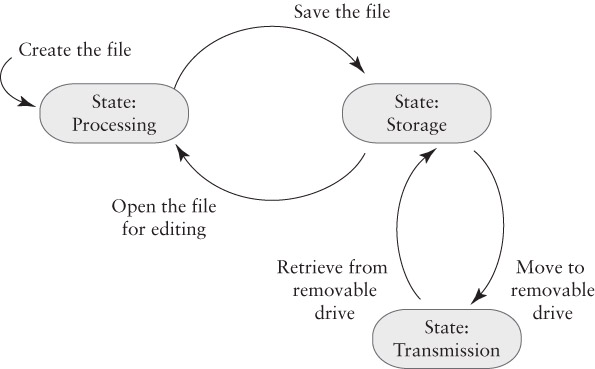 Save the file
Create the file
State:
Processing
State:
Storage
Open the file
for editing
Retrieve from
removable
drive
Move to
removable
drive
State:
Transmission